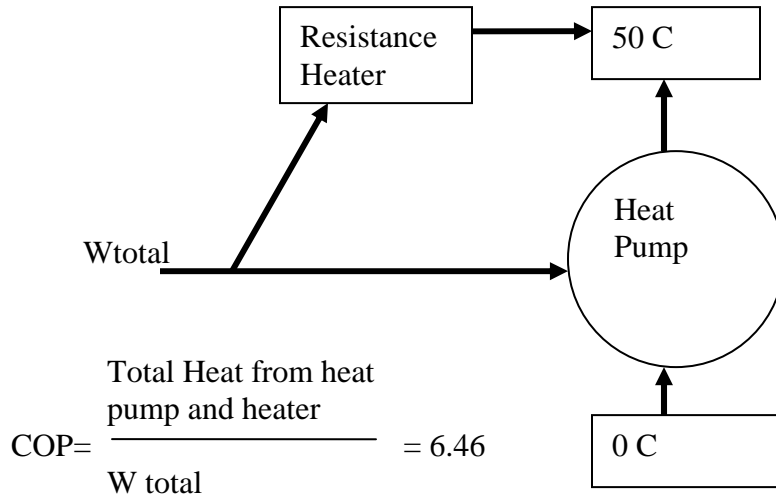 Resistance
Heater
50 C
Heat
Pump
Wtotal
Total Heat from heat
pump and heater
COP=
= 6.46
W total
0 C